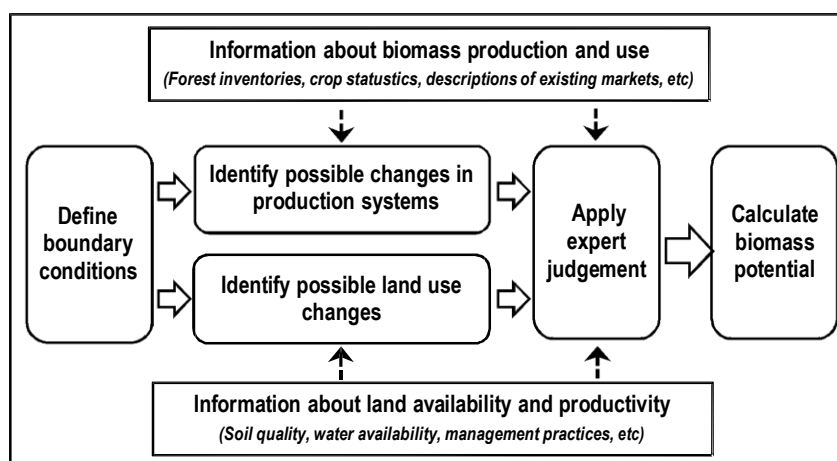 Information about biomass production and use
(Forest inventories, crop statustics, descriptions of existing markets, etc)
Define
boundary
conditions
Identify possible changes in
production systems
Identify possible land use
changes
Apply
expert
judgement
Calculate
biomass
potential
Information about land availability and productivity
(Soil quality, water availability, management practices, etc)